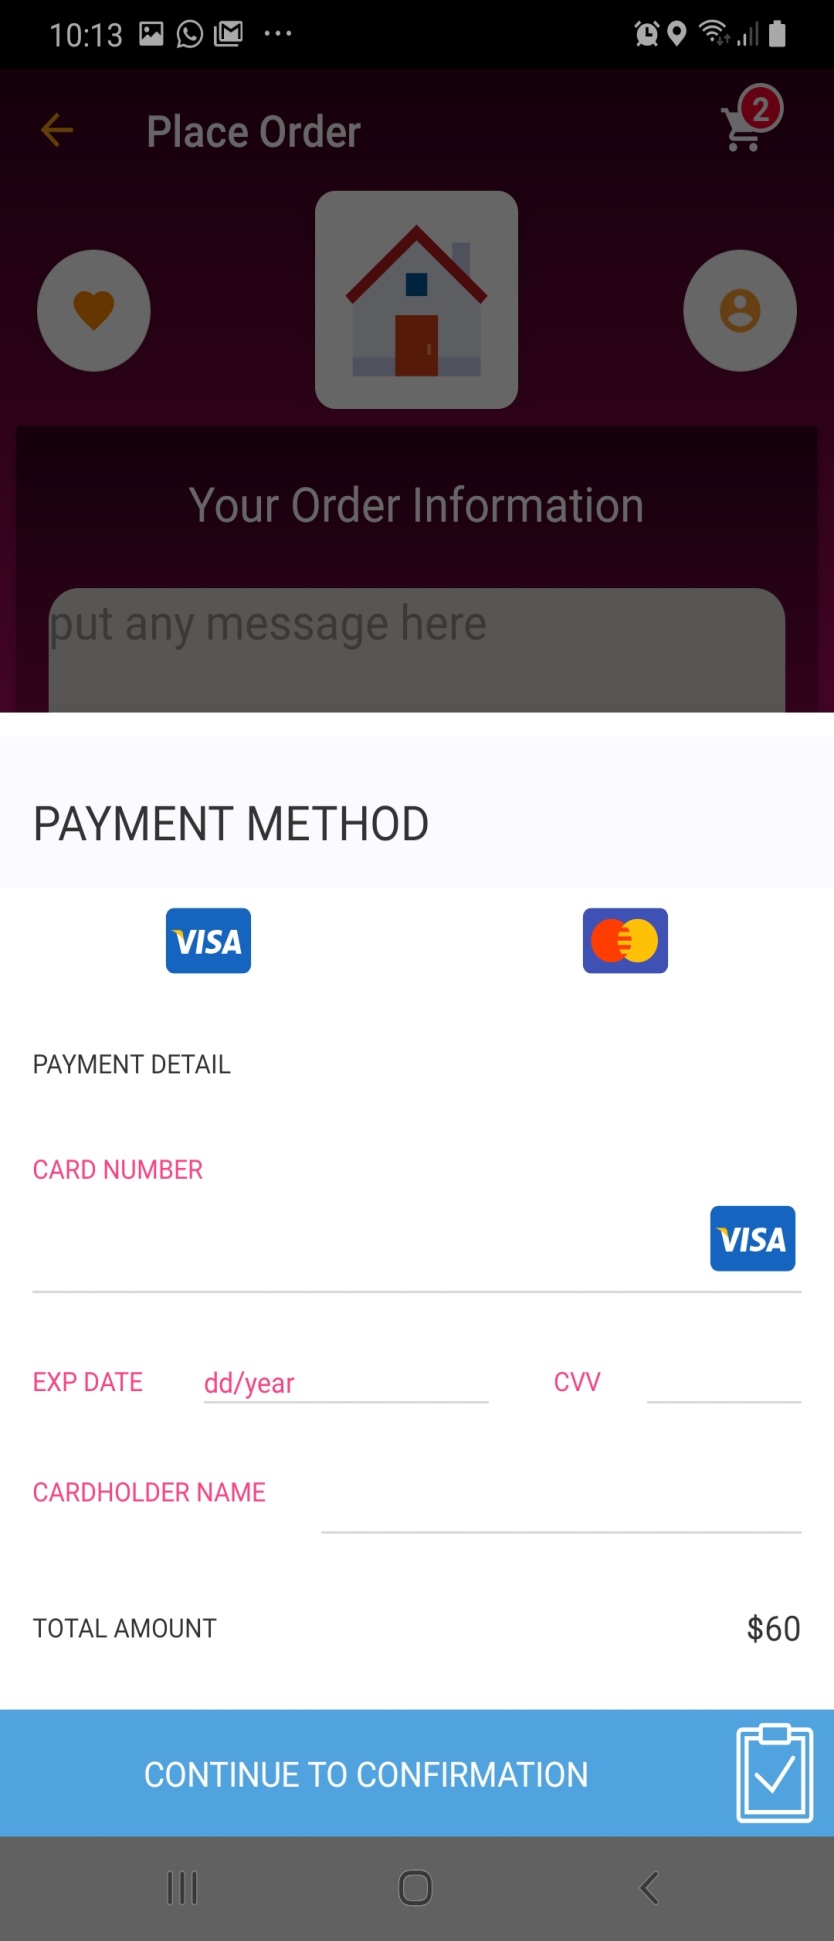 10:13
Place Order
2
Your Order Information
put any message here
PAYMENT METHOD
VISA
PAYMENT DETAIL
CARD NUMBER
VISA
EXP DATE dd/year CVV
CARDHOLDER NAME
TOTAL AMOUNT $60
CONTINUE TO CONFIRMATION